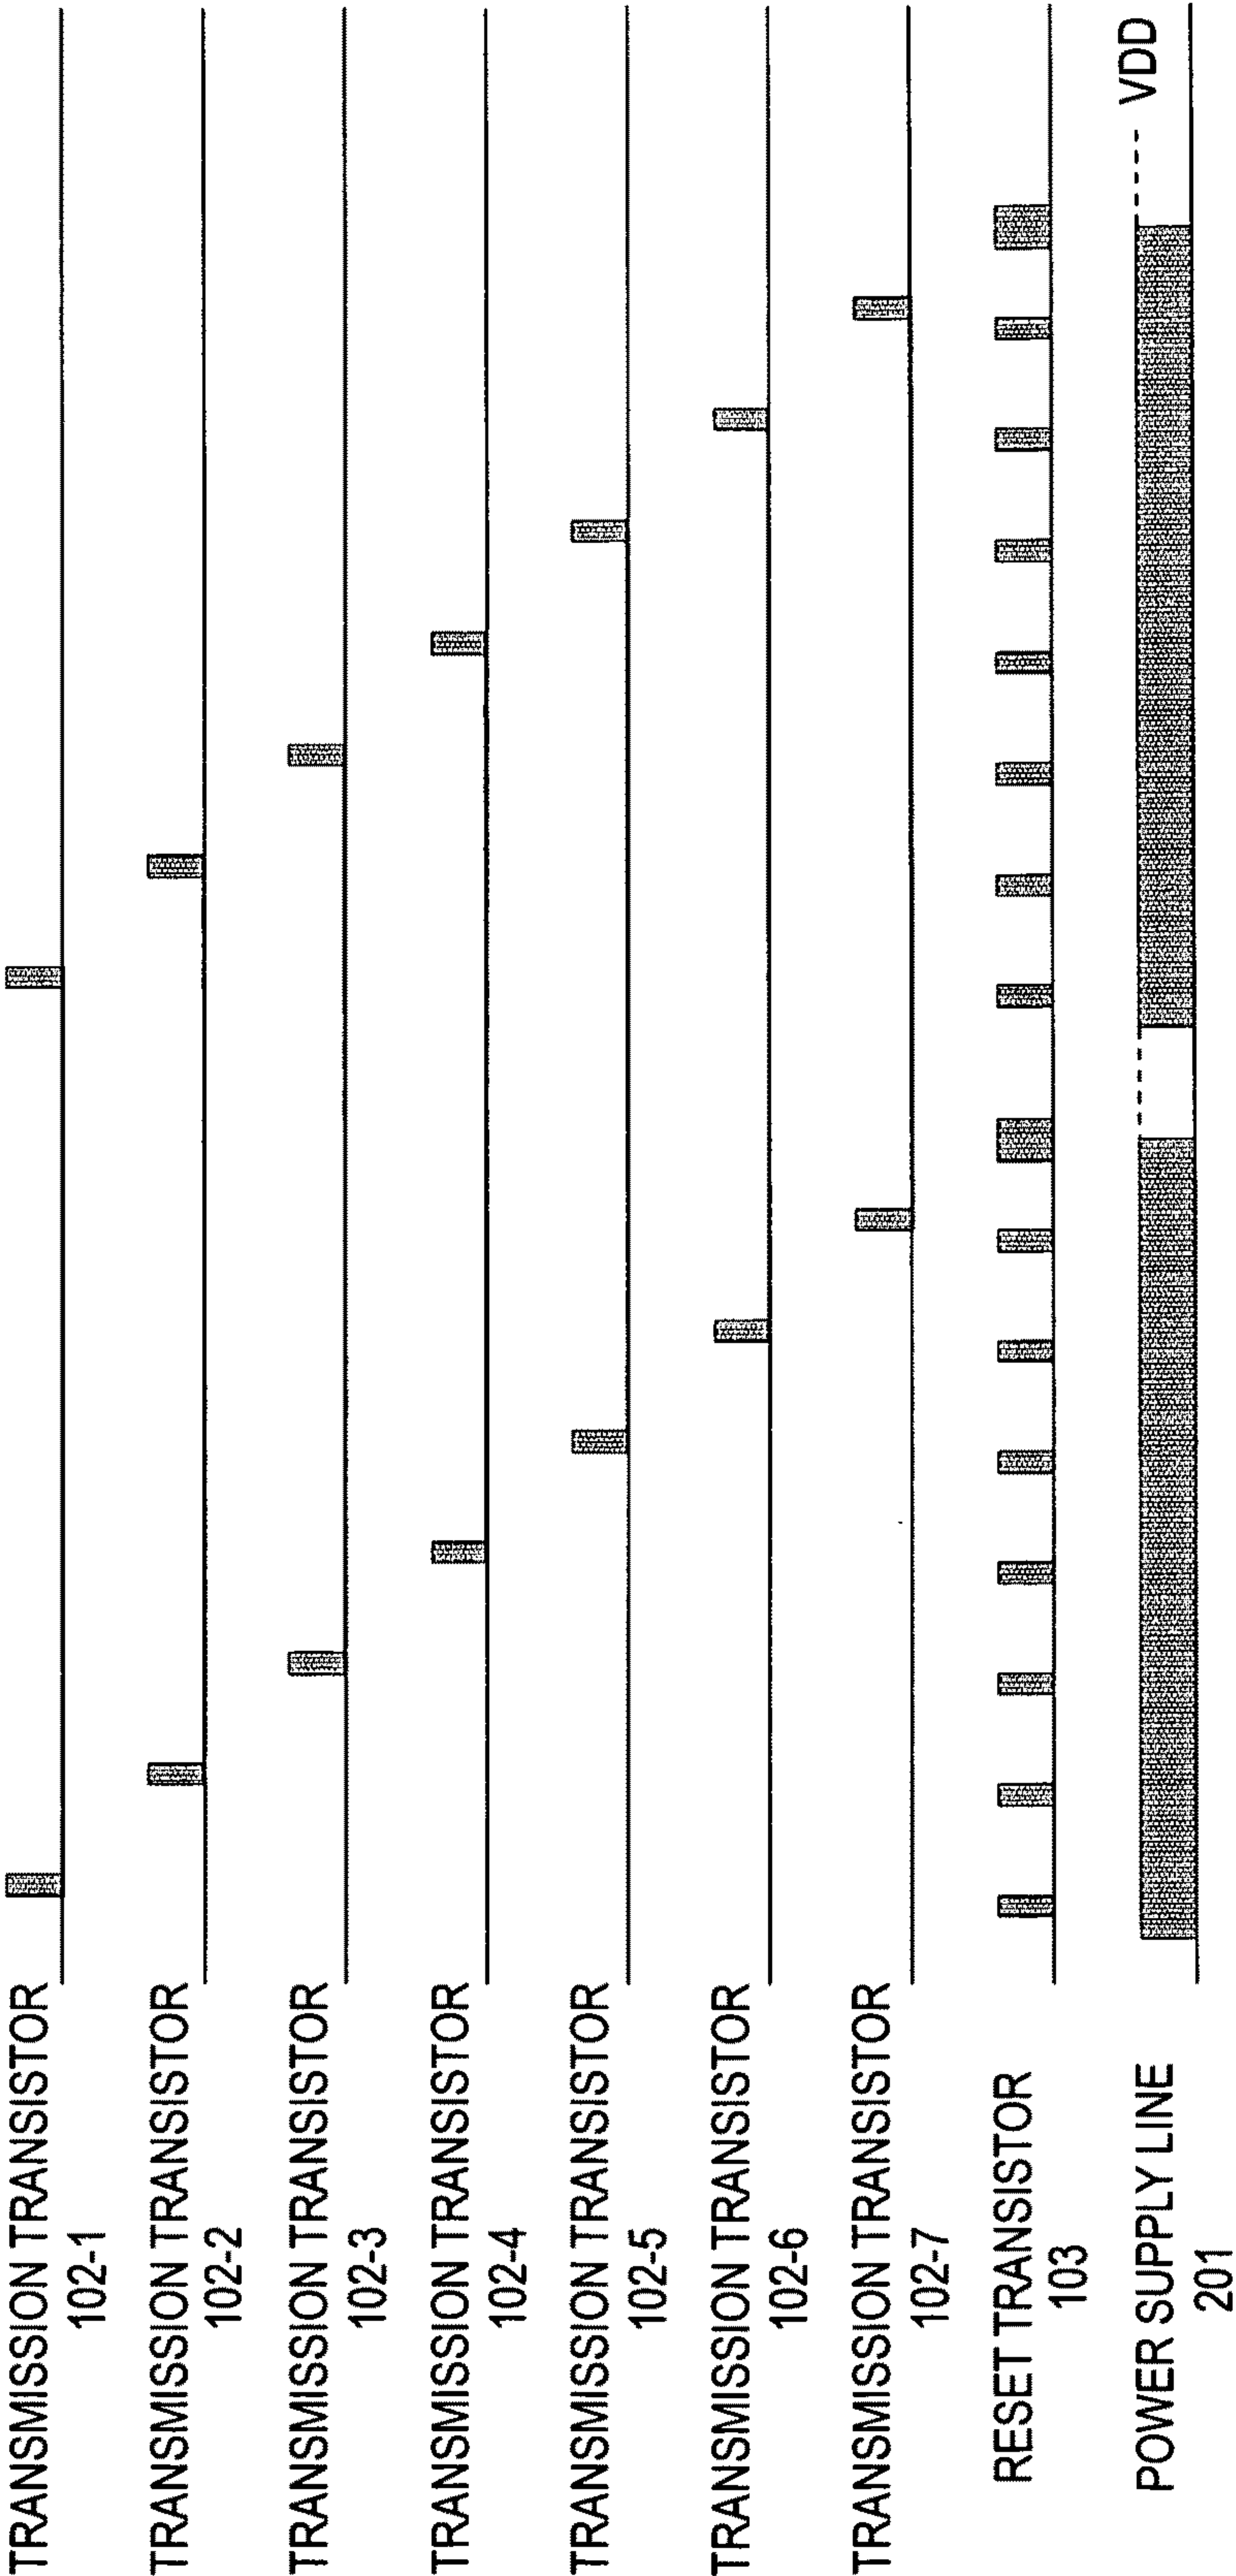 TRANSMISSION TRANSISTOR
102-1
TRANSMISSION TRANSISTOR
102-2
TRANSMISSION TRANSISTOR
102-3
TRANSMISSION TRANSISTOR
102-4
TRANSMISSION TRANSISTOR
102-5
TRANSMISSION TRANSISTOR
102-6
TRANSMISSION TRANSISTOR
102-7
RESET TRANSISTOR
103
VDD
POWER SUPPLY LINE
201